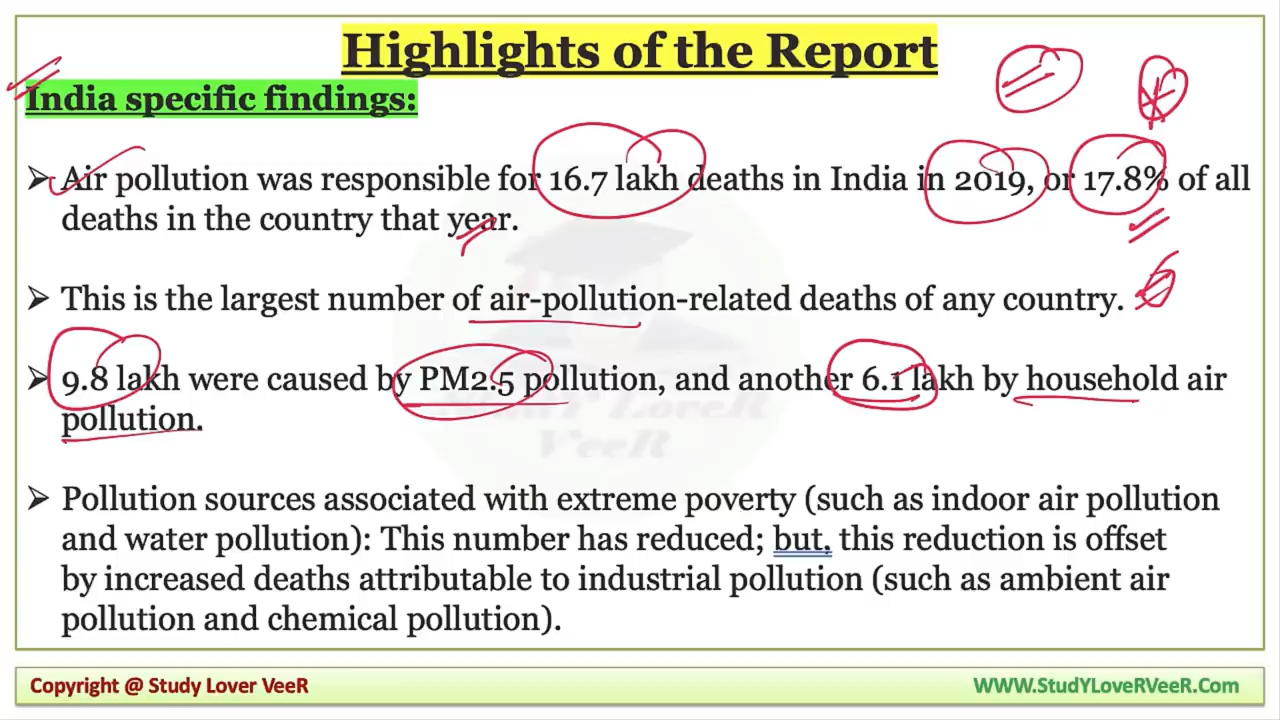 Highlights of the Report
India specific findings:
➤ Air pollution was responsible for 16.7 lakh deaths in India in 2019, or 17.8% of all
deaths in the country that year.
➤ This is the largest number of air-pollution-related deaths of any country.
➤ 9.8 lakh were caused by PM2.5 pollution, and another 6.1 lakh by household air
pollution.
StudY LoveR
VeeR
➤ Pollution sources associated with extreme poverty (such as indoor air pollution
and water pollution): This number has reduced; but, this reduction is offset
by increased deaths attributable to industrial pollution (such as ambient air
pollution and chemical pollution).
Copyright @ Study Lover VeeR
WWW.StudYLoveRVeeR.Com